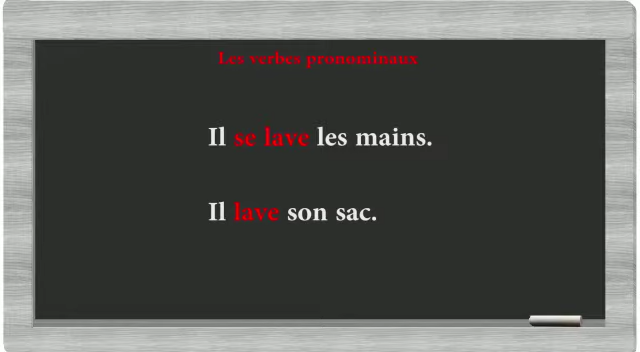 Les verbes pronominaux
Il se lave les mains.
Il lave son sac.